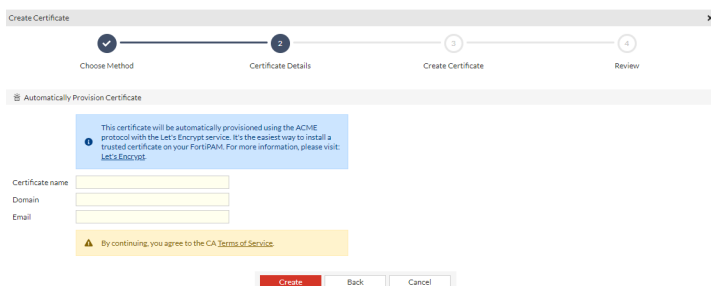 Create Certificate
2
3
4
Choose Method
Certificate Details
Create Certificate
Review
Automatically Provision Certificate
This certificate will be automatically provisioned using the ACME
protocol with the Let's Encrypt service. It's the easiest way to install a
trusted certificate on your FortiPAM. For more information, please visit:
Let's Encrypt.
Certificate name
Domain
Email
By continuing, you agree to the CA Terms of Service.
Create
Back
Cancel